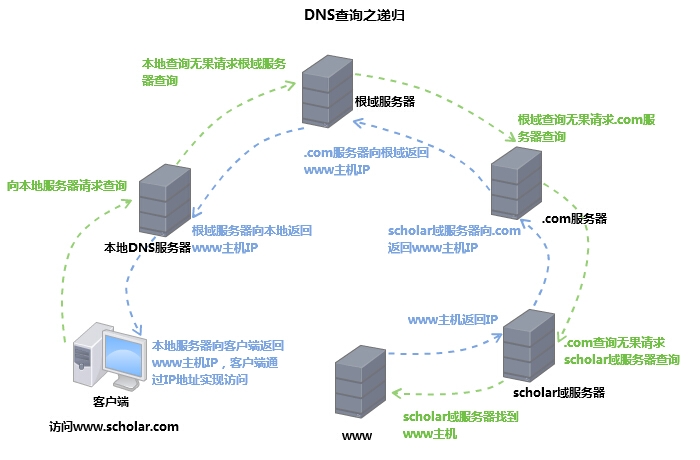 DNS查询之递归
本地查询无果请求根域服务
器查询
根域服务器
根域查询无果请求.com服
务器查询
.com服务器向根域返回
www主机IP
向本地服务器请求查询
本地DNS服务器
根域服务器向本地返回
www主机IP
scholar域服务器向.com
返回www主机IP
.com服务器
www主机返回IP
本地服务器向客户端返回
www主机IP，客户端通
过IP地址实现访问
.com查询无果请求
scholar域服务器查询
客户端
scholar域服务器
访问www.scholar.com
www
scholar域服务器找到
www主机